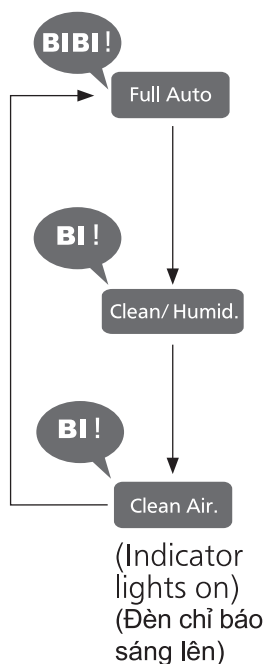 BIBI!
Full Auto
BI!
Clean/Humid.
BI!
Clean Air.
(Indicator
lights on)
(Đèn chỉ báo
sáng lên)